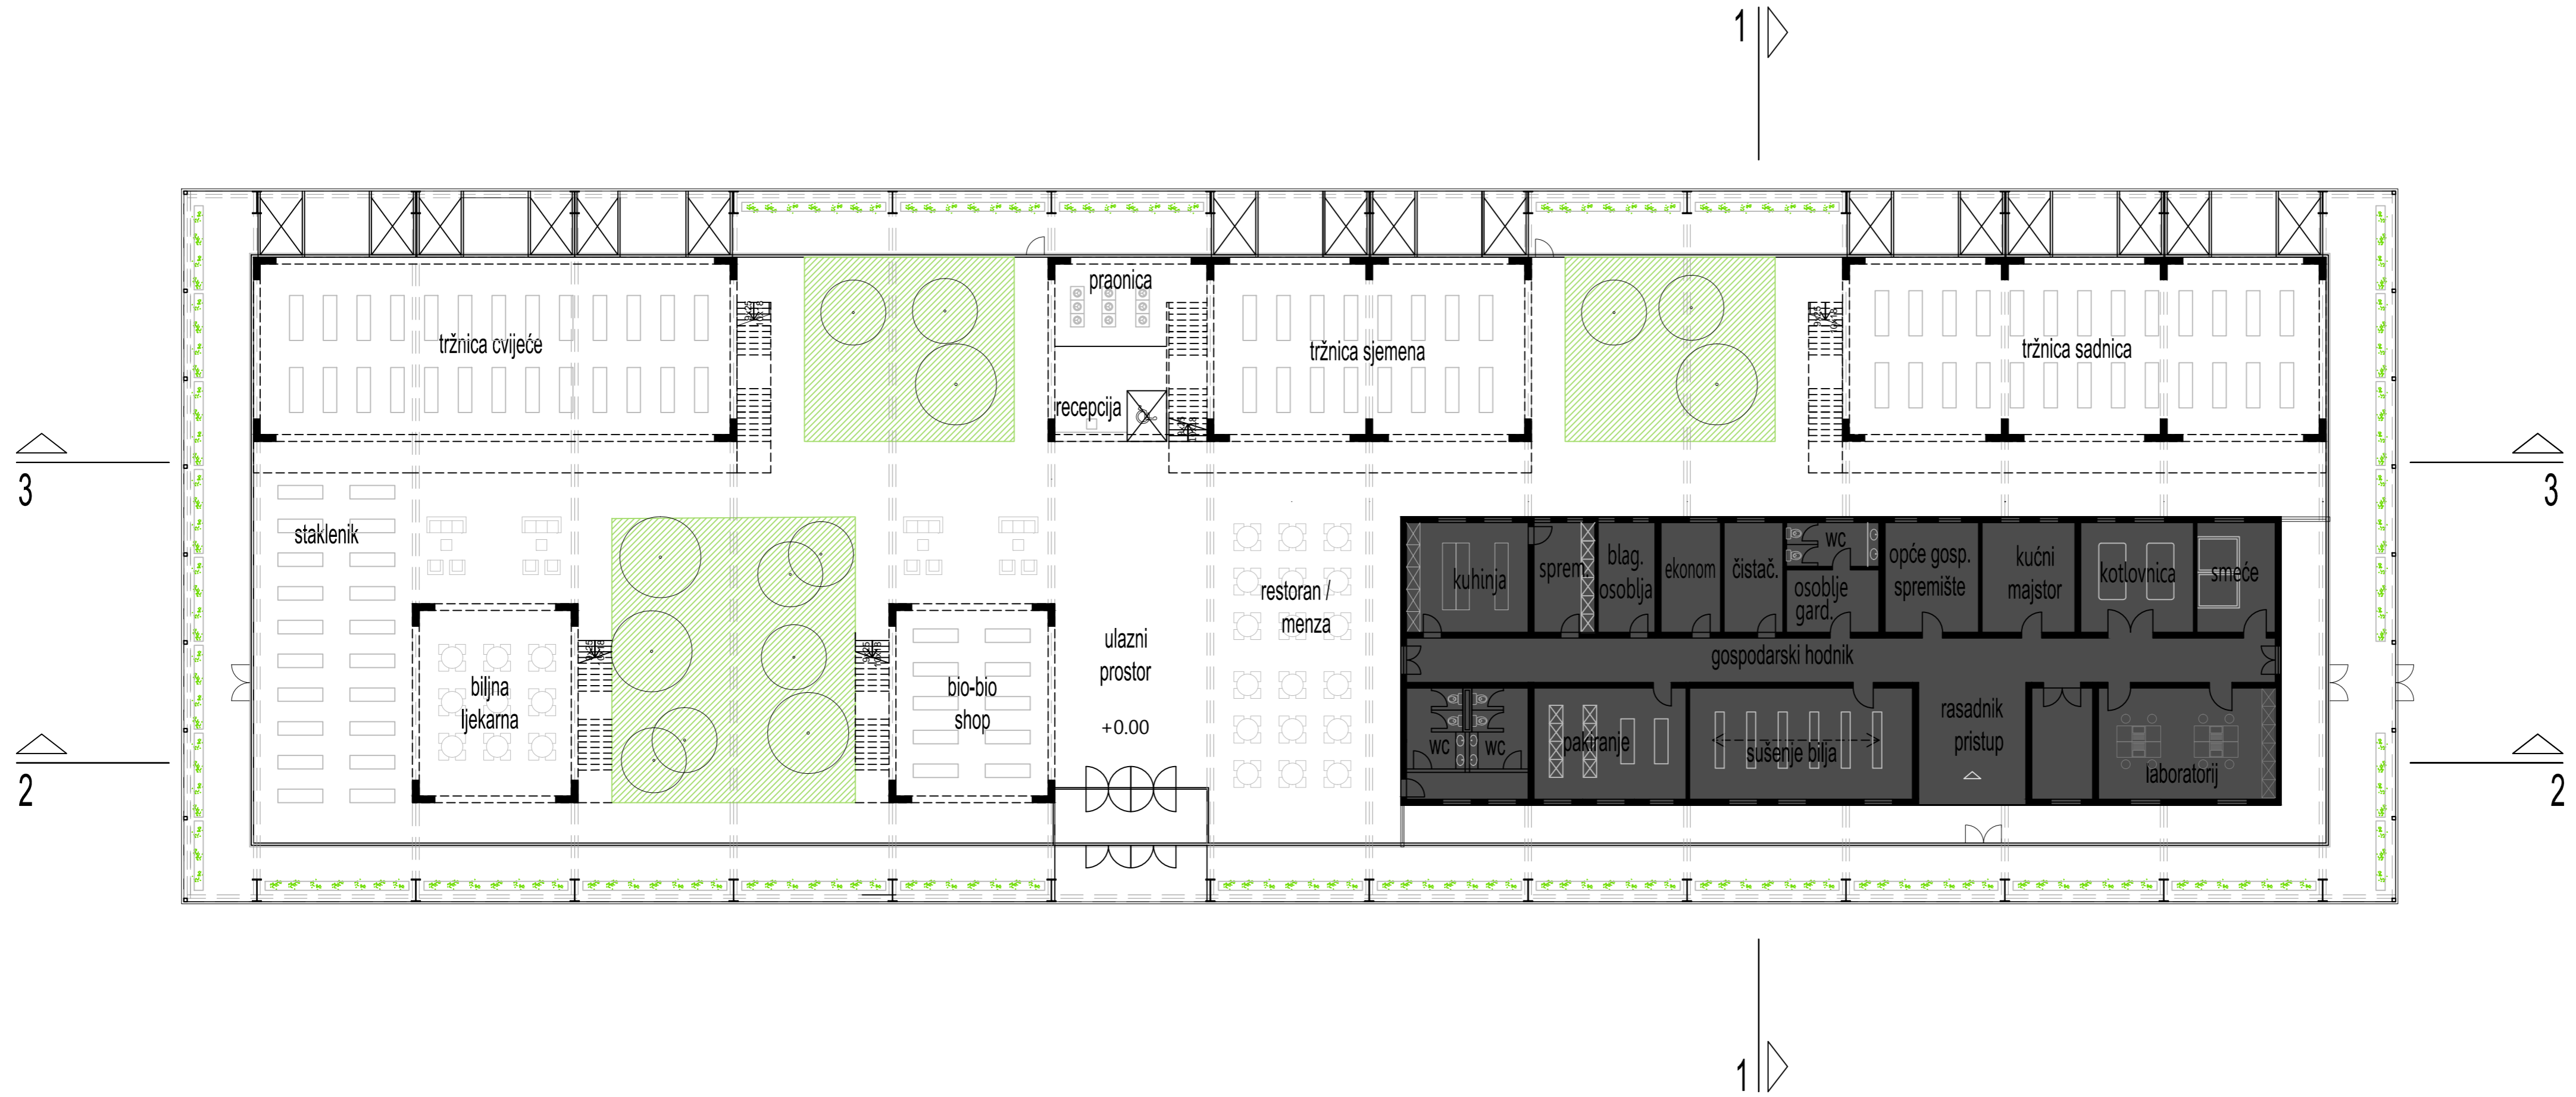 1
praonica
tržnica cvijeće
tržnica sjemena
tržnica sadnica
recepcija
3
3
staklenik
restoran /
menza
kuhinja
sprem.
blag.
osoblja
ekonom
čistač.
wc
osoblje
gard.
opće gosp.
spremište
kućni
majstor
kotlovnica
smeće
ulazni
prostor
+0.00
gospodarski hodnik
biljna
ljekarna
bio-bio
shop
wc
wc
pakiranje
sušenje bilja
rasadnik
pristup
laboratorij
2
2
1